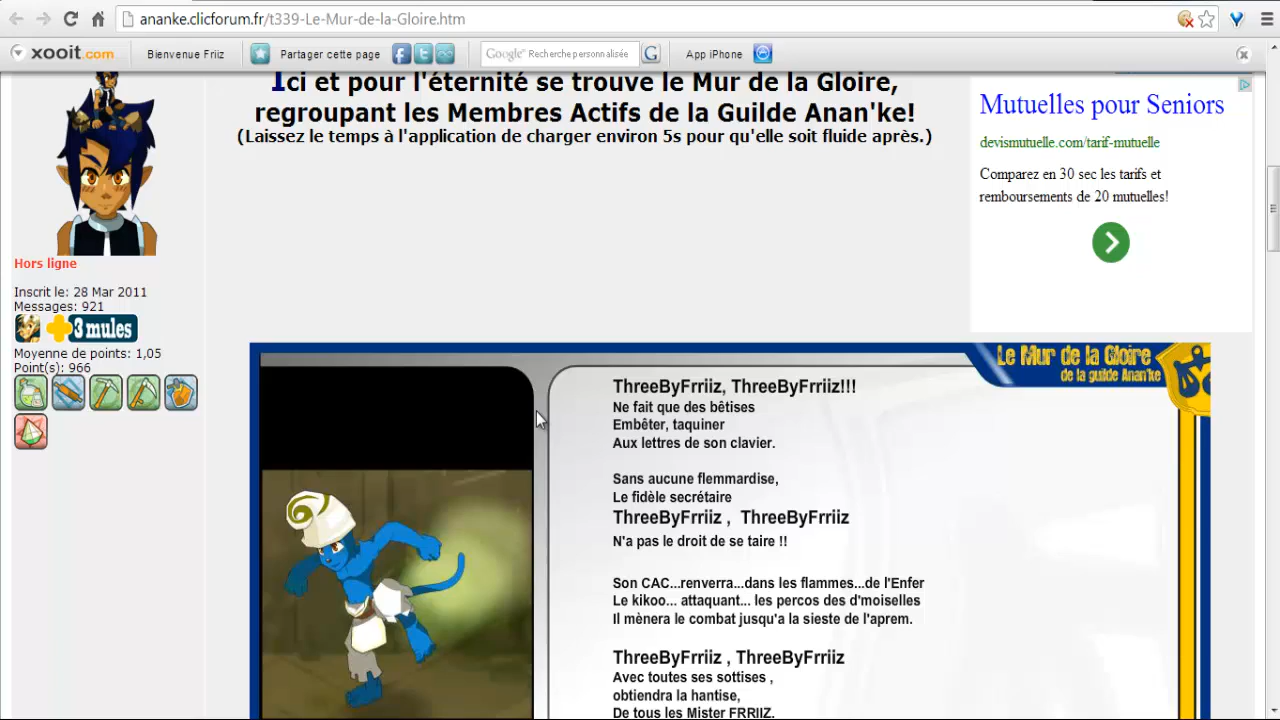 ananke.clicforum.fr/t339-Le-Mur-de-la-Gloire.htm
xooit.com
Bienvenue Friiz
Partager cette page
Google™ Recherche personnalisée
G
App iPhone
Ici et pour l'éternité se trouve le Mur de la Gloire,
regroupant les Membres Actifs de la Guilde Anan'ke!
(Laissez le temps à l'application de charger environ 5s pour qu'elle soit fluide après.)
Mutuelles pour Seniors
devismutuelle.com/tarif-mutuelle
Comparez en 30 sec les tarifs et
remboursements de 20 mutuelles!
Hors ligne
Inscrit le: 28 Mar 2011
Messages: 921
3 mules
Moyenne de points: 1,05
Point(s): 966
Le Mur de la Gloire
de la guilde Anan'ke
ThreeByFrriiz, ThreeByFrriiz!!!
Ne fait que des bêtises
Embêter, taquiner
Aux lettres de son clavier.
Sans aucune flemmardise,
Le fidèle secrétaire
ThreeByFrriiz , ThreeByFrriiz
N'a pas le droit de se taire !!
Son CAC...renverra...dans les flammes...de l'Enfer
Le kikoo... attaquant... les percos des d'moiselles
Il mènera le combat jusqu'a la sieste de l'aprem.
ThreeByFrriiz , ThreeByFrriiz
Avec toutes ses sottises ,
obtiendra la hantise,
De tous les Mister FRRIIZ.